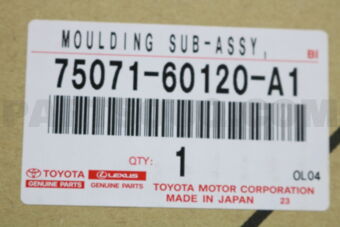 MOULDING SUB-ASSY,
BI
75071-60120-A1
QTY: 1
OL04
TOYOTA
GENUINE PARTS
LEXUS
GENUINE PARTS
TOYOTA MOTOR CORPORATION
MADE IN JAPAN 23